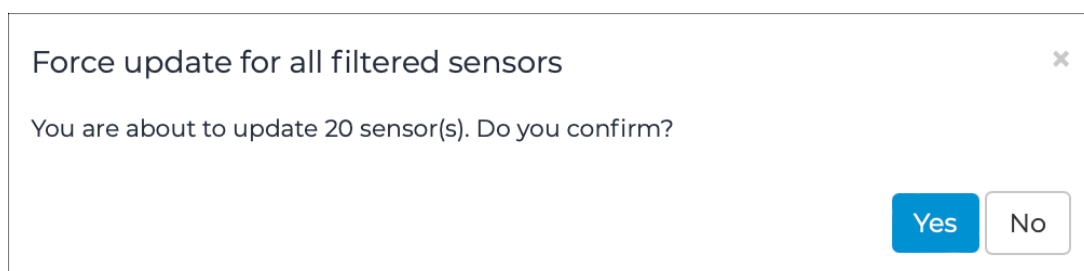 Force update for all filtered sensors
×
You are about to update 20 sensor(s). Do you confirm?
Yes No